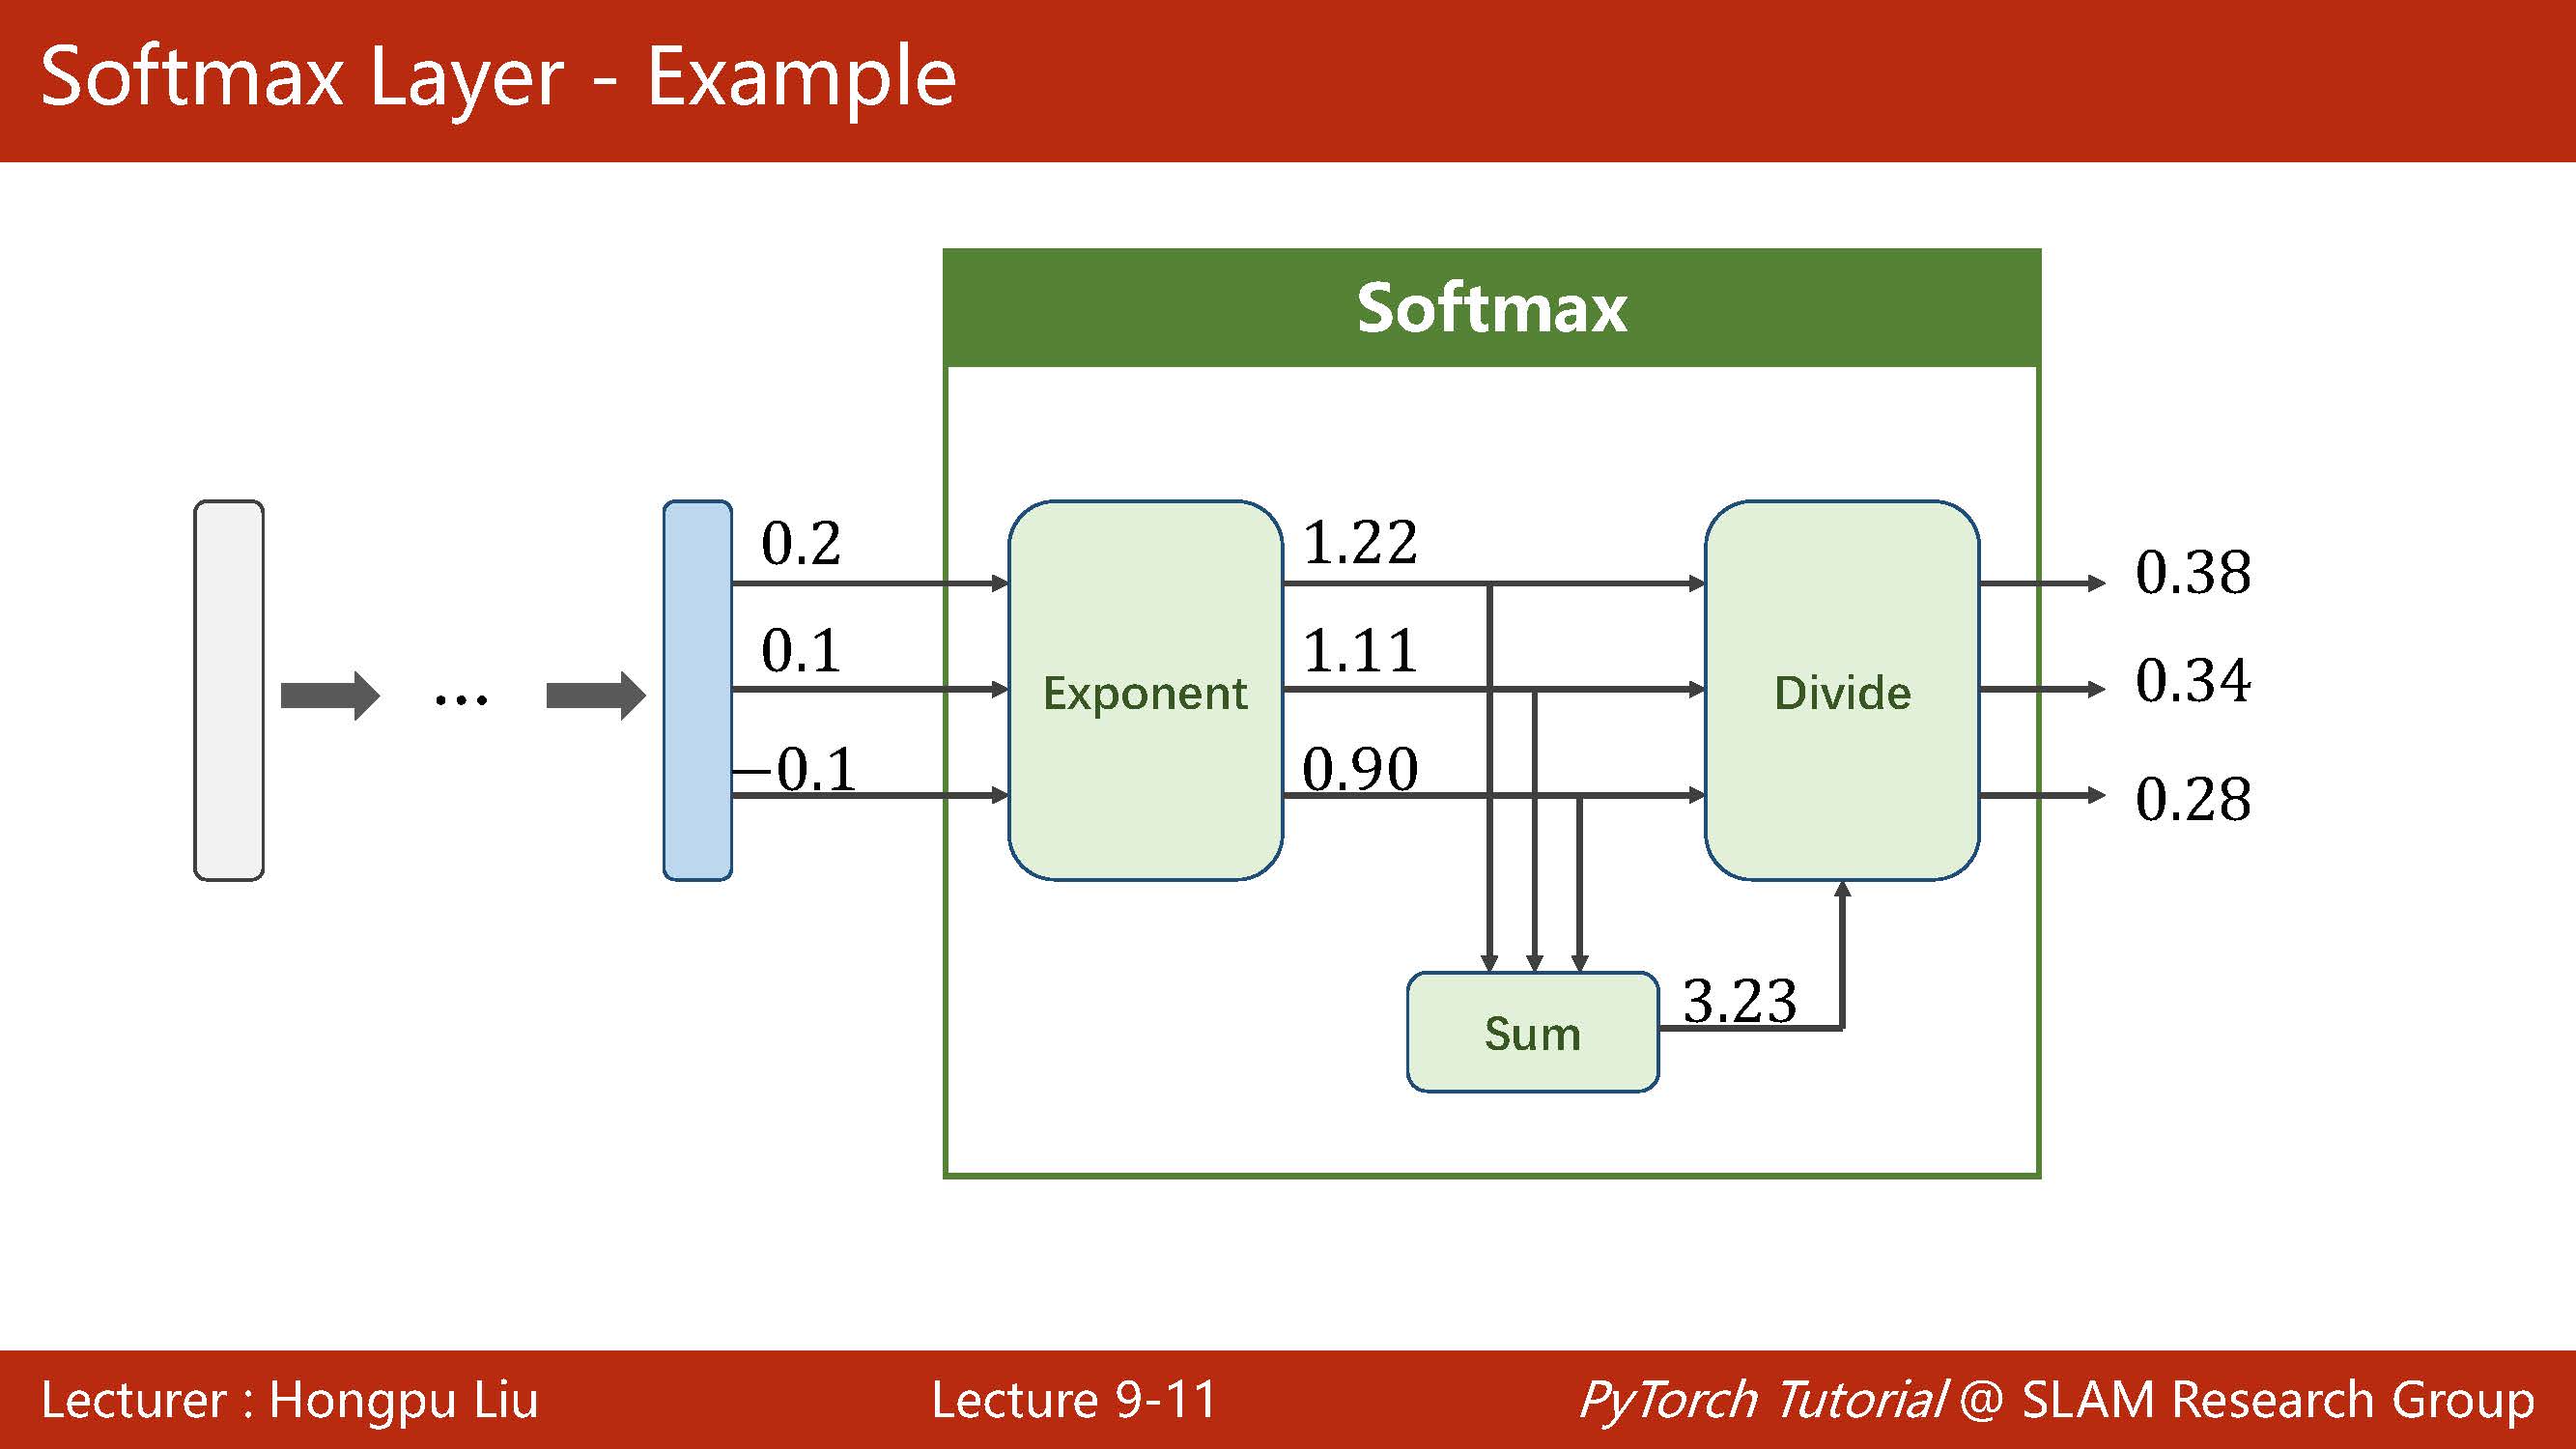 Softmax Layer - Example
Softmax
0.2
0.1
−0.1
Exponent
1.22
1.11
0.90
Divide
0.38
0.34
0.28
Sum
3.23
...
Lecturer : Hongpu Liu
Lecture 9-11
PyTorch Tutorial @ SLAM Research Group